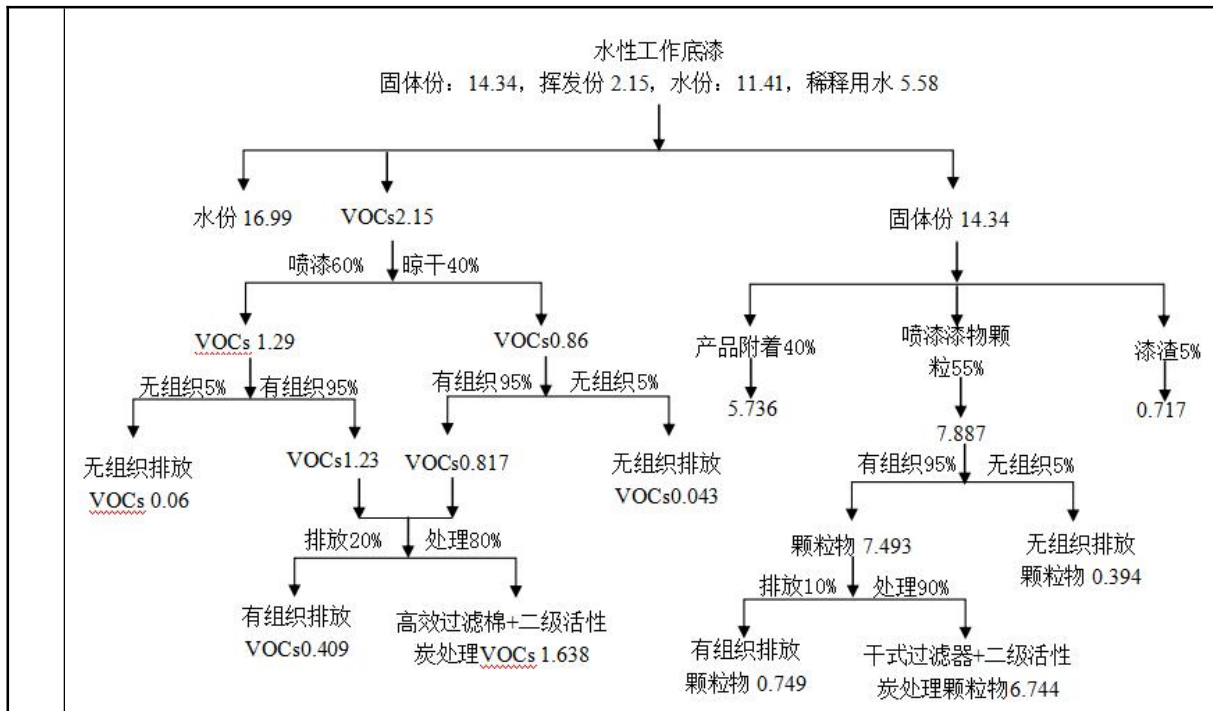 水性工作底漆
固体份：14.34，挥发份 2.15，水份：11.41，稀释用水 5.58
水份 16.99
VOCs2.15
固体份 14.34
喷漆60%
晾干40%
VOCs 1.29
VOCs0.86
产品附着40%
喷漆漆物颗
粒55%
漆渣5%
无组织5%
有组织95%
有组织95%
无组织5%
5.736
7.887
0.717
无组织排放
VOCs 0.06
VOCs1.23
VOCs0.817
无组织排放
VOCs0.043
有组织95%
无组织5%
排放20%
处理80%
颗粒物 7.493
无组织排放
颗粒物 0.394
有组织排放
VOCs0.409
高效过滤棉+二级活性
炭处理VOCs 1.638
排放10%
处理90%
有组织排放
颗粒物 0.749
干式过滤器+二级活性
炭处理颗粒物6.744